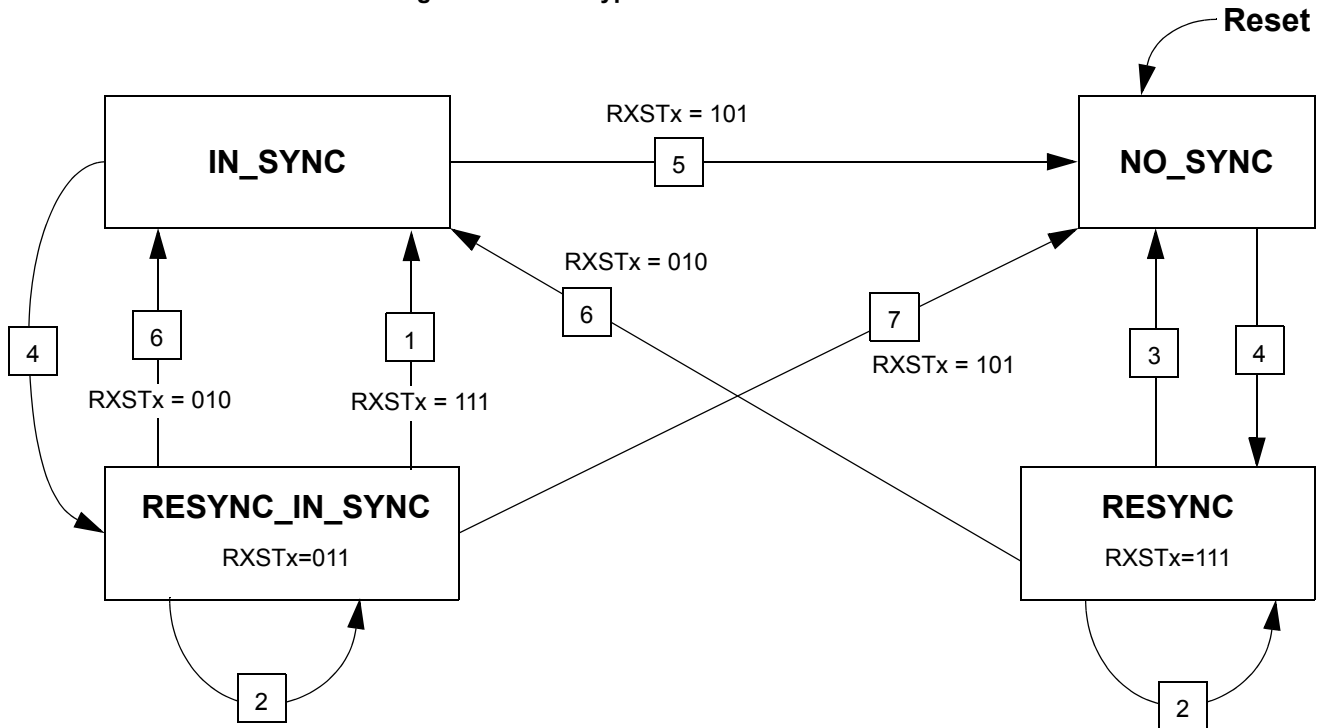 Reset
RXSTx = 101
IN_SYNC
5
NO_SYNC
RXSTx = 010
6
7
RXSTx = 101
4
6
1
3
4
RXSTx = 010
RXSTx = 111
RESYNC_IN_SYNC
RXSTx=011
RESYNC
RXSTx=111
2
2